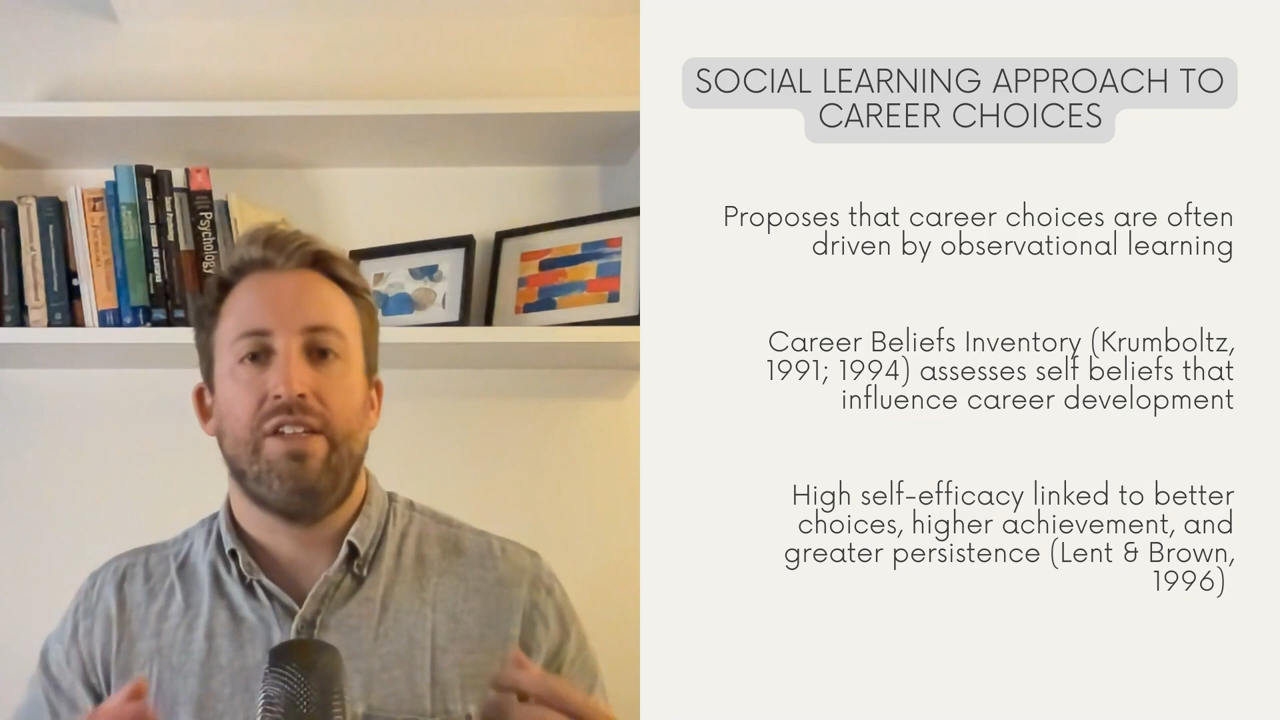 Psychology
SOCIAL LEARNING APPROACH TO
CAREER CHOICES
Proposes that career choices are often
driven by observational learning
Career Beliefs Inventory (Krumboltz,
1991; 1994) assesses self beliefs that
influence career development
High self-efficacy linked to better
choices, higher achievement, and
greater persistence (Lent & Brown,
1996)